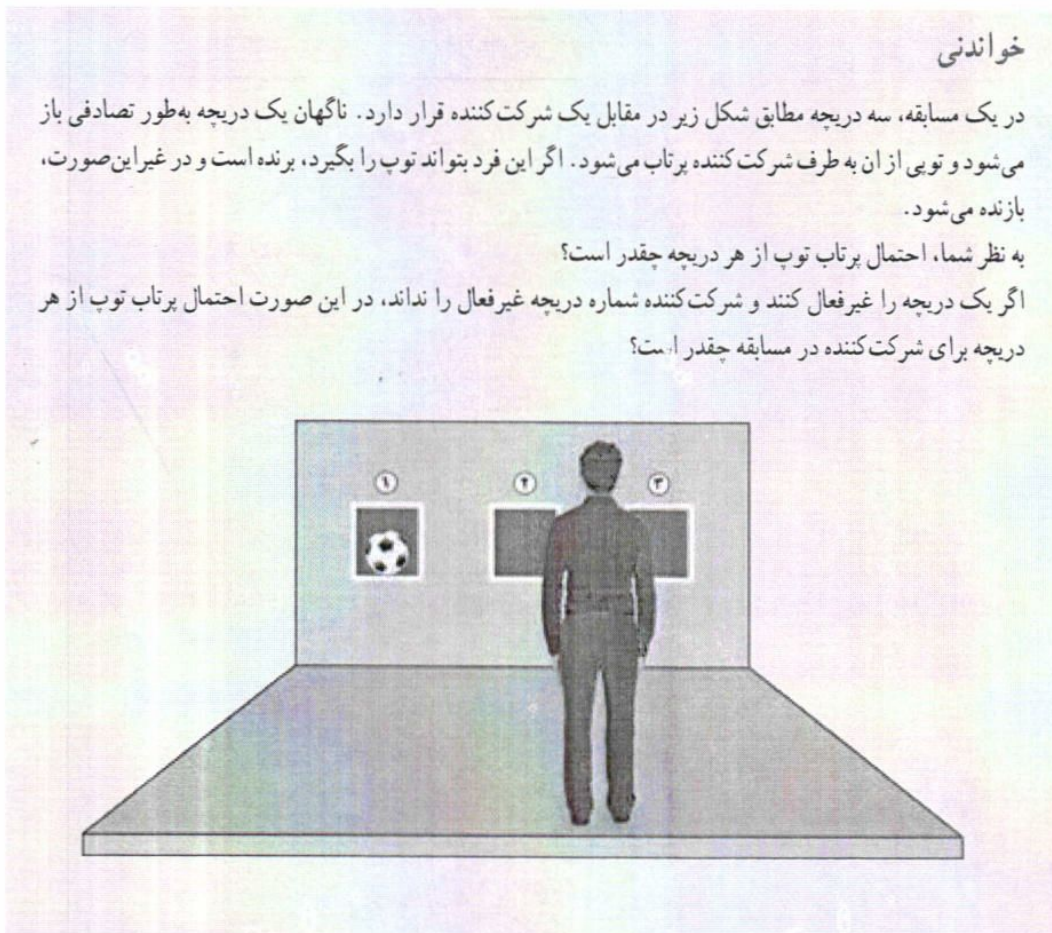 خواندنی
در یک مسابقه، سه دریچه مطابق شکل زیر در مقابل یک شرکت‌کننده قرار دارد. ناگهان یک دریچه به‌طور تصادفی باز
می‌شود و توپی از ان به طرف شرکت‌کننده پرتاب می‌شود. اگر این فرد بتواند توپ را بگیرد، برنده است و در غیر این‌صورت،
بازنده می‌شود.
به نظر شما، احتمال پرتاب توپ از هر دریچه چقدر است؟
اگر یک دریچه را غیرفعال کنند و شرکت‌کننده شماره دریچه غیرفعال را نداند، در این صورت احتمال پرتاب توپ از هر
دریچه برای شرکت‌کننده در مسابقه چقدر است؟
۱ ۲ ۳